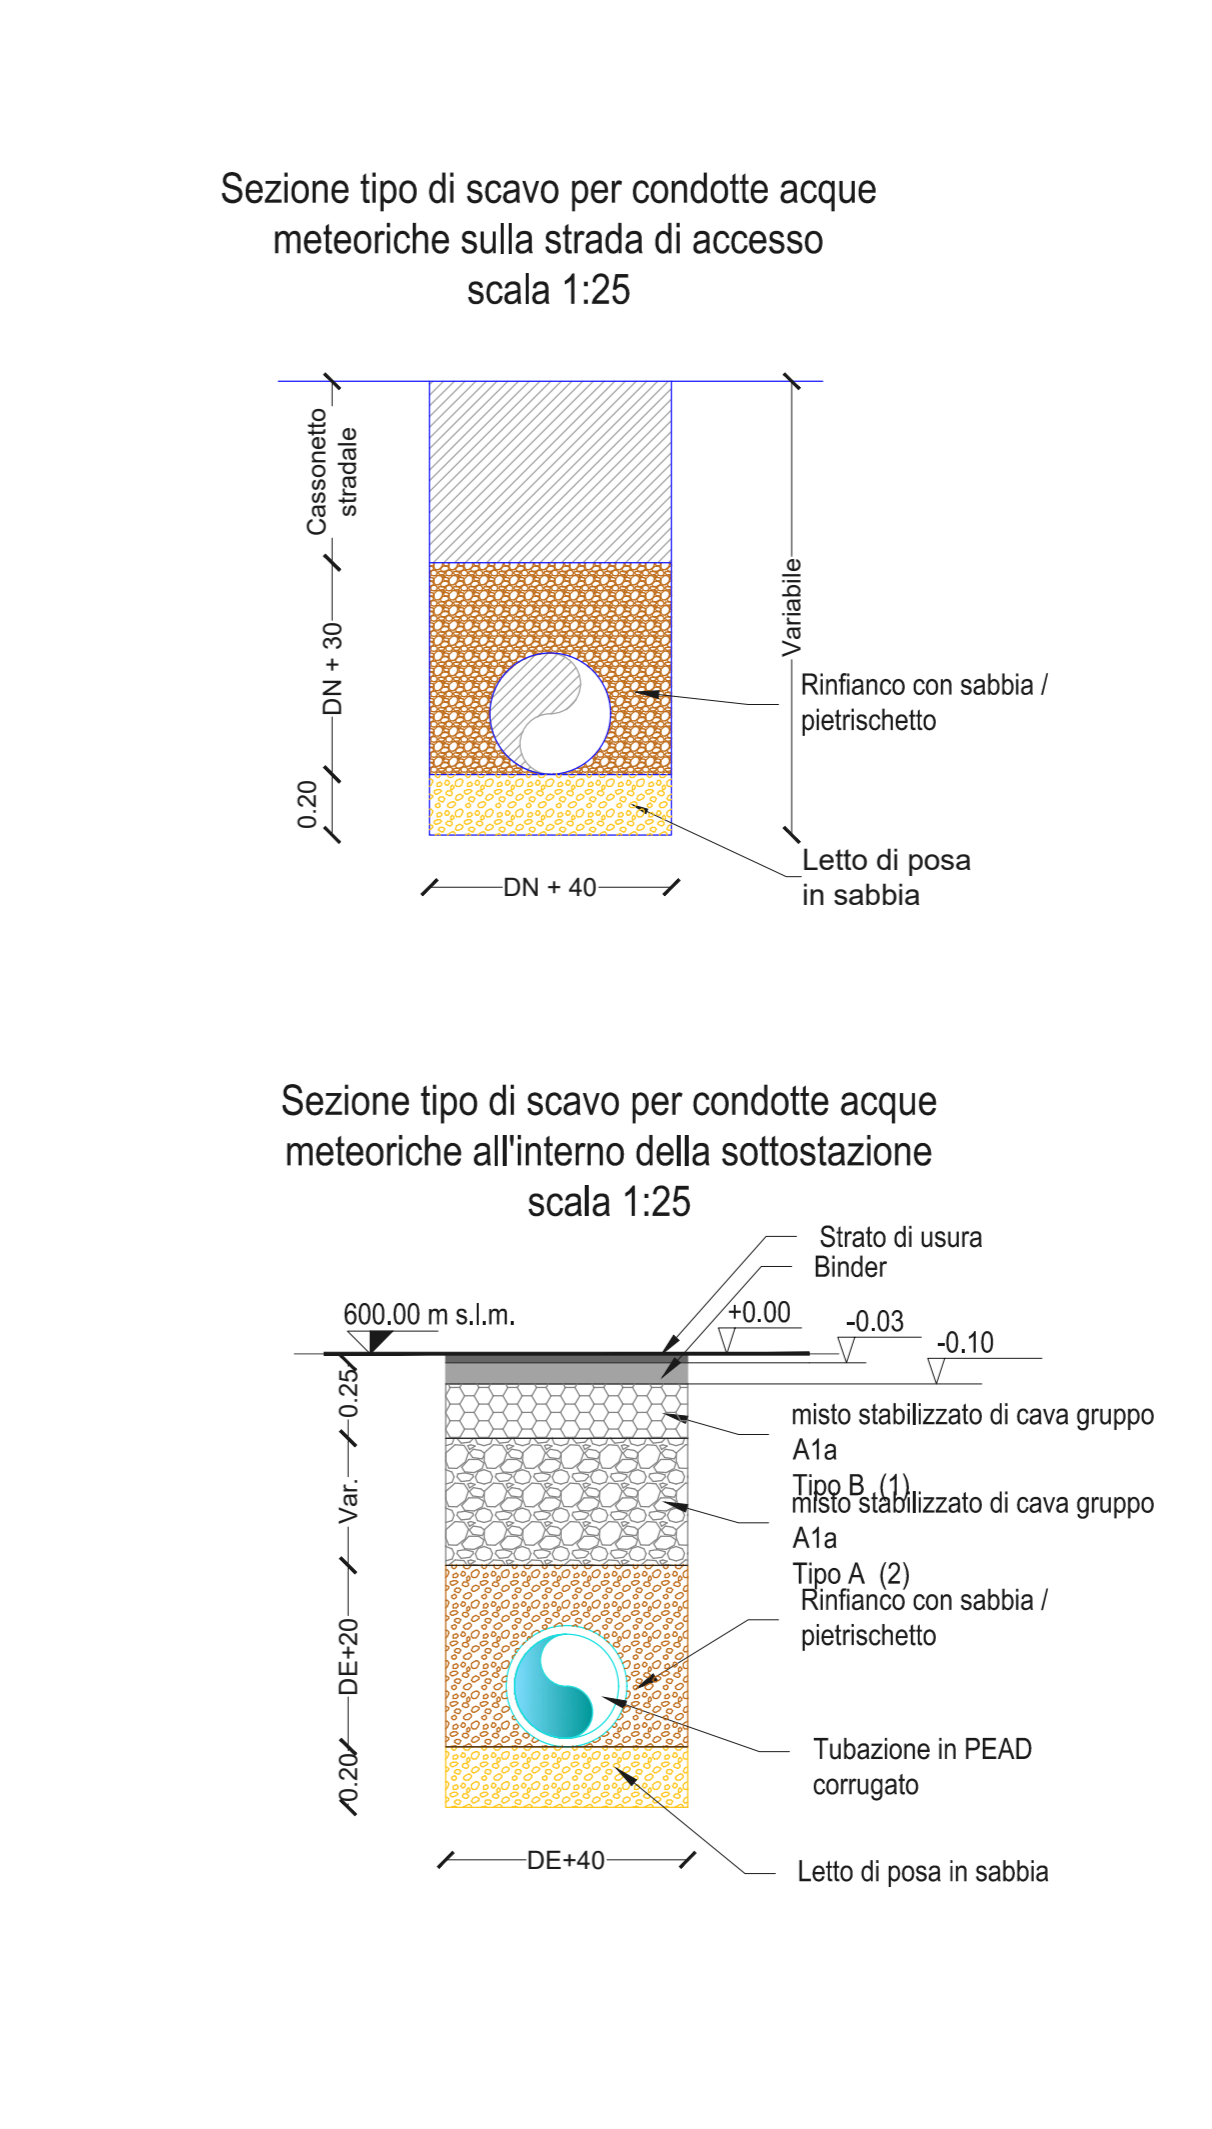 Sezione tipo di scavo per condotte acque
meteoriche sulla strada di accesso
scala 1:25
Cassonetto
stradale
DN + 30
0.20
Variabile
Rinfianco con sabbia /
pietrischetto
Letto di posa
in sabbia
DN + 40
Sezione tipo di scavo per condotte acque
meteoriche all'interno della sottostazione
scala 1:25
Strato di usura
Binder
600.00 m s.l.m.
+0.00
-0.03
-0.10
0.25
Var.
DE+20
0.20
misto stabilizzato di cava gruppo
A1a
Tipo B (1)
misto stabilizzato di cava gruppo
A1a
Tipo A (2)
Rinfianco con sabbia /
pietrischetto
Tubazione in PEAD
corrugato
DE+40
Letto di posa in sabbia